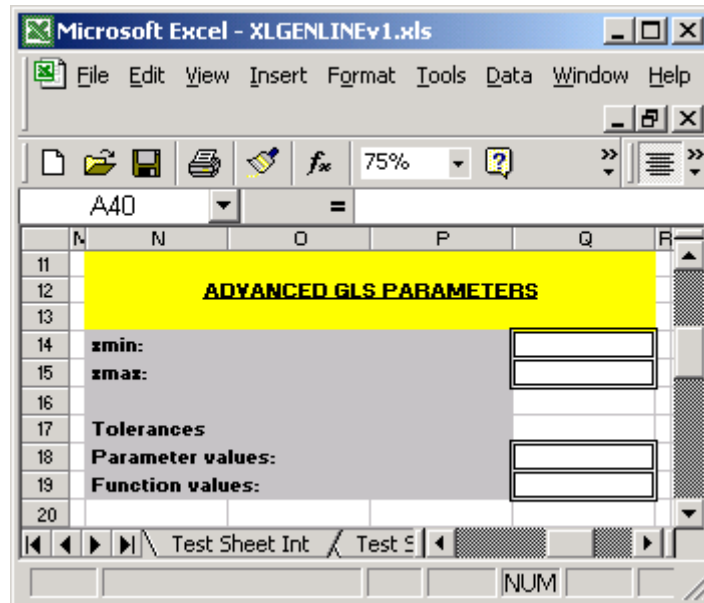 Microsoft Excel - XLGENLINEv1.xls
File Edit View Insert Format Tools Data Window Help
75%
A40 =
N O P Q R
11
12 ADVANCED GLS PARAMETERS
13
14 xmin:
15 xmax:
16
17 Tolerances
18 Parameter values:
19 Function values:
20
Test Sheet Int Test S
NUM